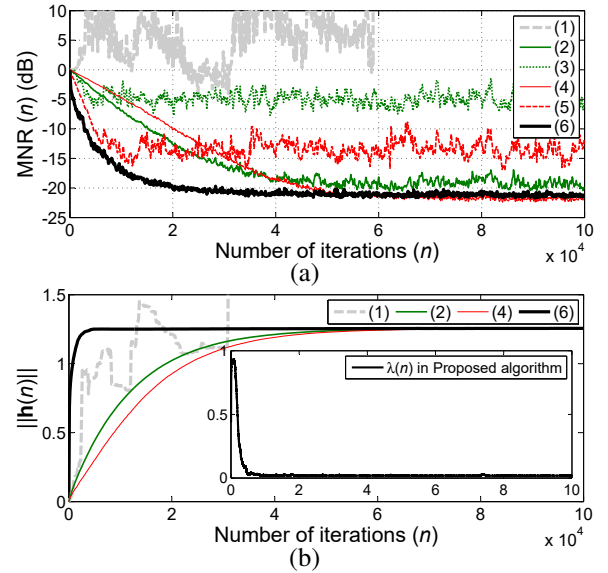 MNR (n) (dB)
10
5
0
-5
-10
-15
-20
-25
(1)
(2)
(3)
(4)
(5)
(6)
0 2 4 6 8 10
x 10^4
Number of iterations (n)
(a)
||h(n)||
1.5
1
0.5
0
(1) (2) (4) (6)
1
0.5
0
λ(n) in Proposed algorithm
0 2 4 6 8 10
0 2 4 6 8 10
x 10^4
Number of iterations (n)
(b)